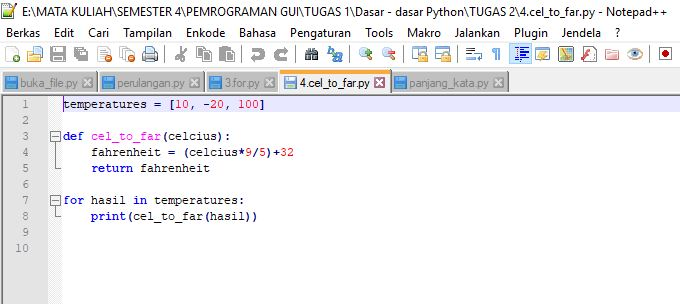 E:\MATA KULIAH\SEMESTER 4\PEMROGRAMAN GUI\TUGAS 1\Dasar - dasar Python\TUGAS 2\4.cel_to_far.py - Notepad++
Berkas Edit Cari Tampilan Enkode Bahasa Pengaturan Tools Makro Jalankan Plugin Jendela ?
buka_file.py perulangan.py 3.for.py 4.cel_to_far.py panjang_kata.py
1 temperatures = [10, -20, 100]
2
3 def cel_to_far(celcius):
4     fahrenheit = (celcius*9/5)+32
5     return fahrenheit
6
7 for hasil in temperatures:
8     print(cel_to_far(hasil))
9
10